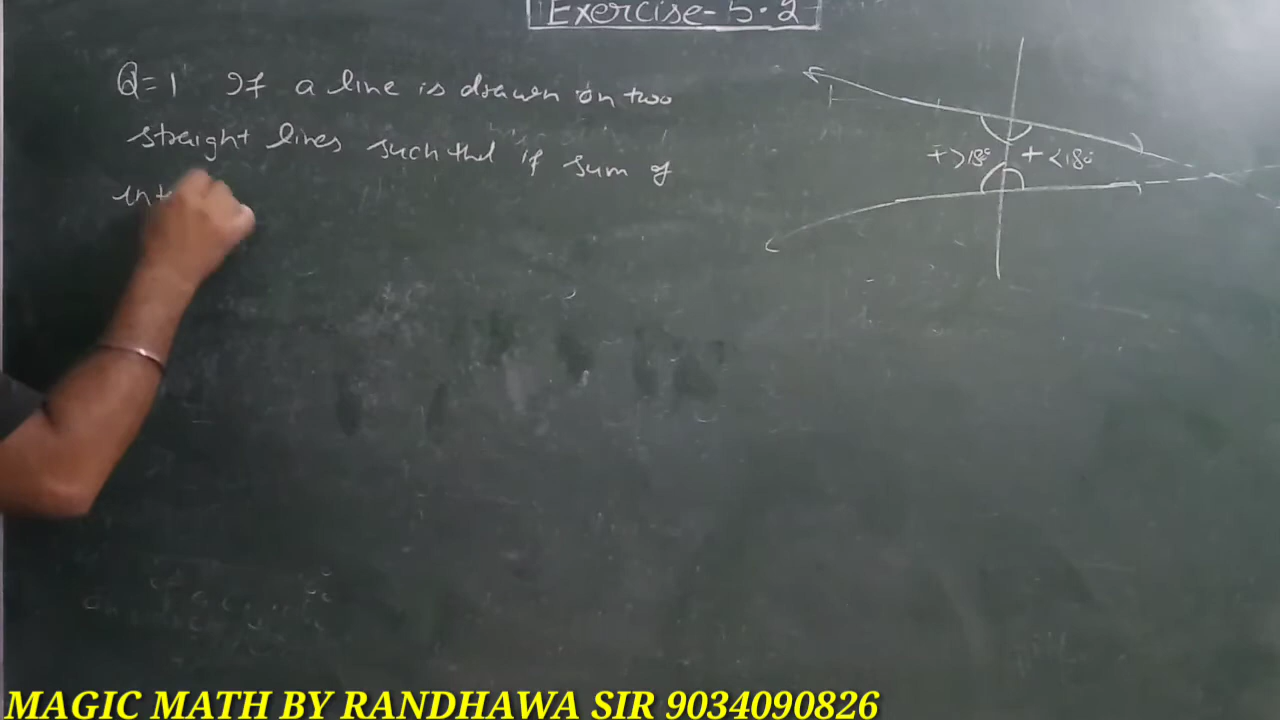 Exercise-5.2
Q=1 If a line is drawn on two
straight lines such that if sum of
int
+ >180° + <180°
MAGIC MATH BY RANDHAWA SIR 9034090826